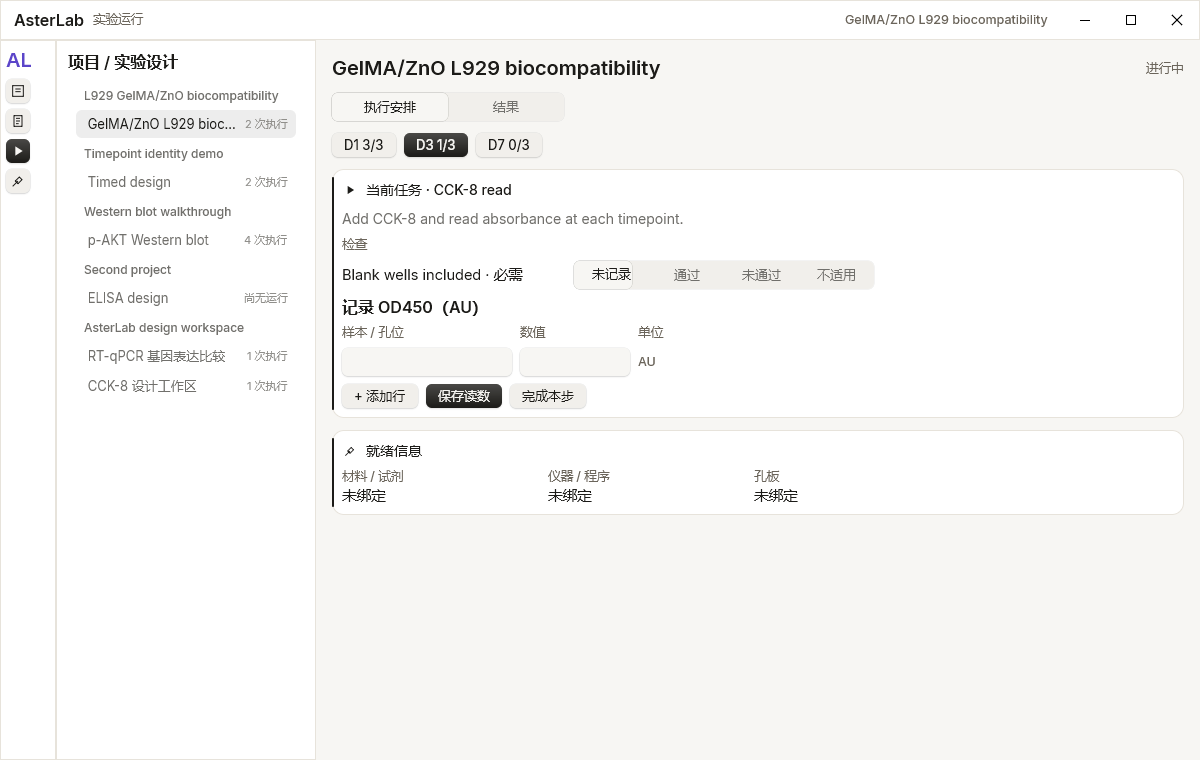 AsterLab 实验运行
GelMA/ZnO L929 biocompatibility
AL
项目 / 实验设计
L929 GelMA/ZnO biocompatibility
GelMA/ZnO L929 bioc... 2 次执行
Timepoint identity demo
Timed design 2 次执行
Western blot walkthrough
p-AKT Western blot 4 次执行
Second project
ELISA design 尚无运行
AsterLab design workspace
RT-qPCR 基因表达比较 1 次执行
CCK-8 设计工作区 1 次执行
GelMA/ZnO L929 biocompatibility 进行中
执行安排 结果
D1 3/3 D3 1/3 D7 0/3
当前任务 · CCK-8 read
Add CCK-8 and read absorbance at each timepoint.
检查
Blank wells included · 必需 未记录 通过 未通过 不适用
记录 OD450（AU）
样本 / 孔位 数值 单位
AU
+ 添加行 保存读数 完成本步
就绪信息
材料 / 试剂 仪器 / 程序 孔板
未绑定 未绑定 未绑定